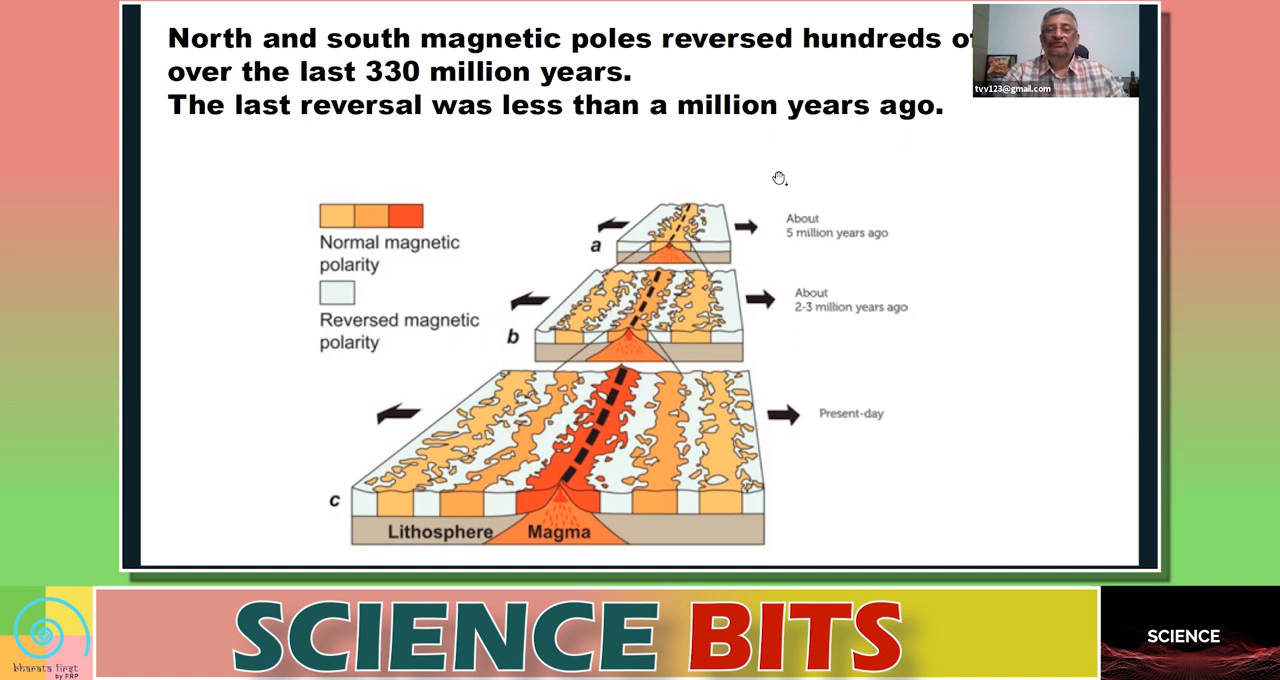 North and south magnetic poles reversed hundreds of
over the last 330 million years.
The last reversal was less than a million years ago.
tvv123@gmail.com
Normal magnetic
polarity
Reversed magnetic
polarity
a
About
5 million years ago
b
About
2-3 million years ago
c
Present-day
Lithosphere
Magma
SCIENCE BITS
bharata first
by FRP
SCIENCE